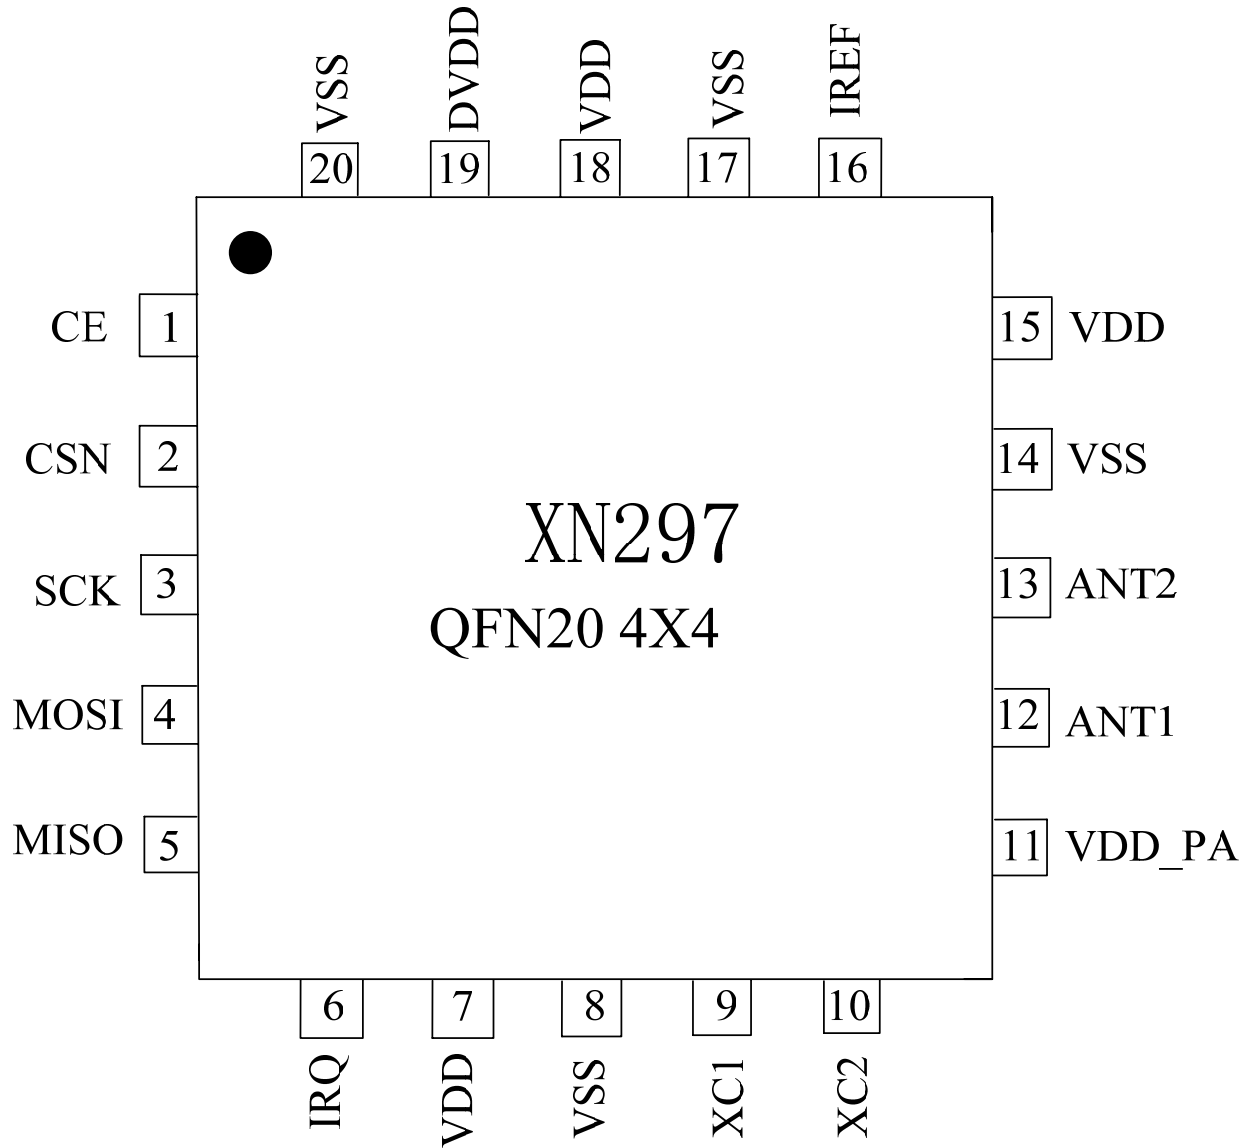 VSS DVDD VDD VSS IREF
20 19 18 17 16
CE 1 15 VDD
CSN 2 14 VSS
XN297
SCK 3 13 ANT2
QFN20 4X4
MOSI 4 12 ANT1
MISO 5 11 VDD_PA
6 7 8 9 10
IRQ VDD VSS XC1 XC2